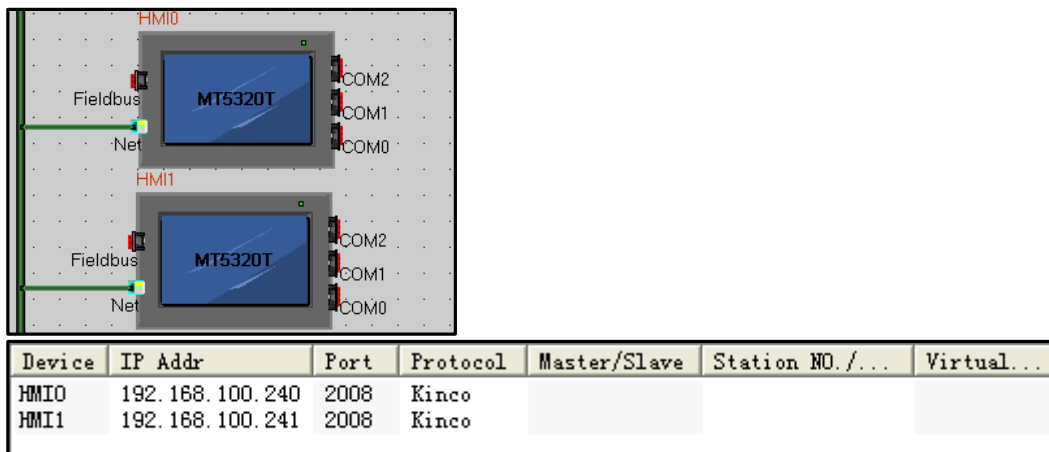 HMI0
COM2
Fieldbus
MT5320T
COM1
Net
COM0
HMI1
COM2
Fieldbus
MT5320T
COM1
Net
COM0
Device IP Addr Port Protocol Master/Slave Station NO./... Virtual...
HMI0 192.168.100.240 2008 Kinco
HMI1 192.168.100.241 2008 Kinco